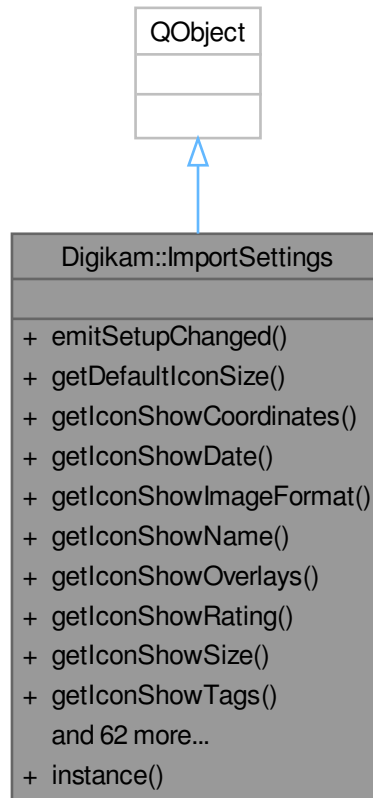 QObject
Digikam::ImportSettings
+ emitSetupChanged()
+ getDefaultIconSize()
+ getIconShowCoordinates()
+ getIconShowDate()
+ getIconShowImageFormat()
+ getIconShowName()
+ getIconShowOverlays()
+ getIconShowRating()
+ getIconShowSize()
+ getIconShowTags()
and 62 more...
+ instance()